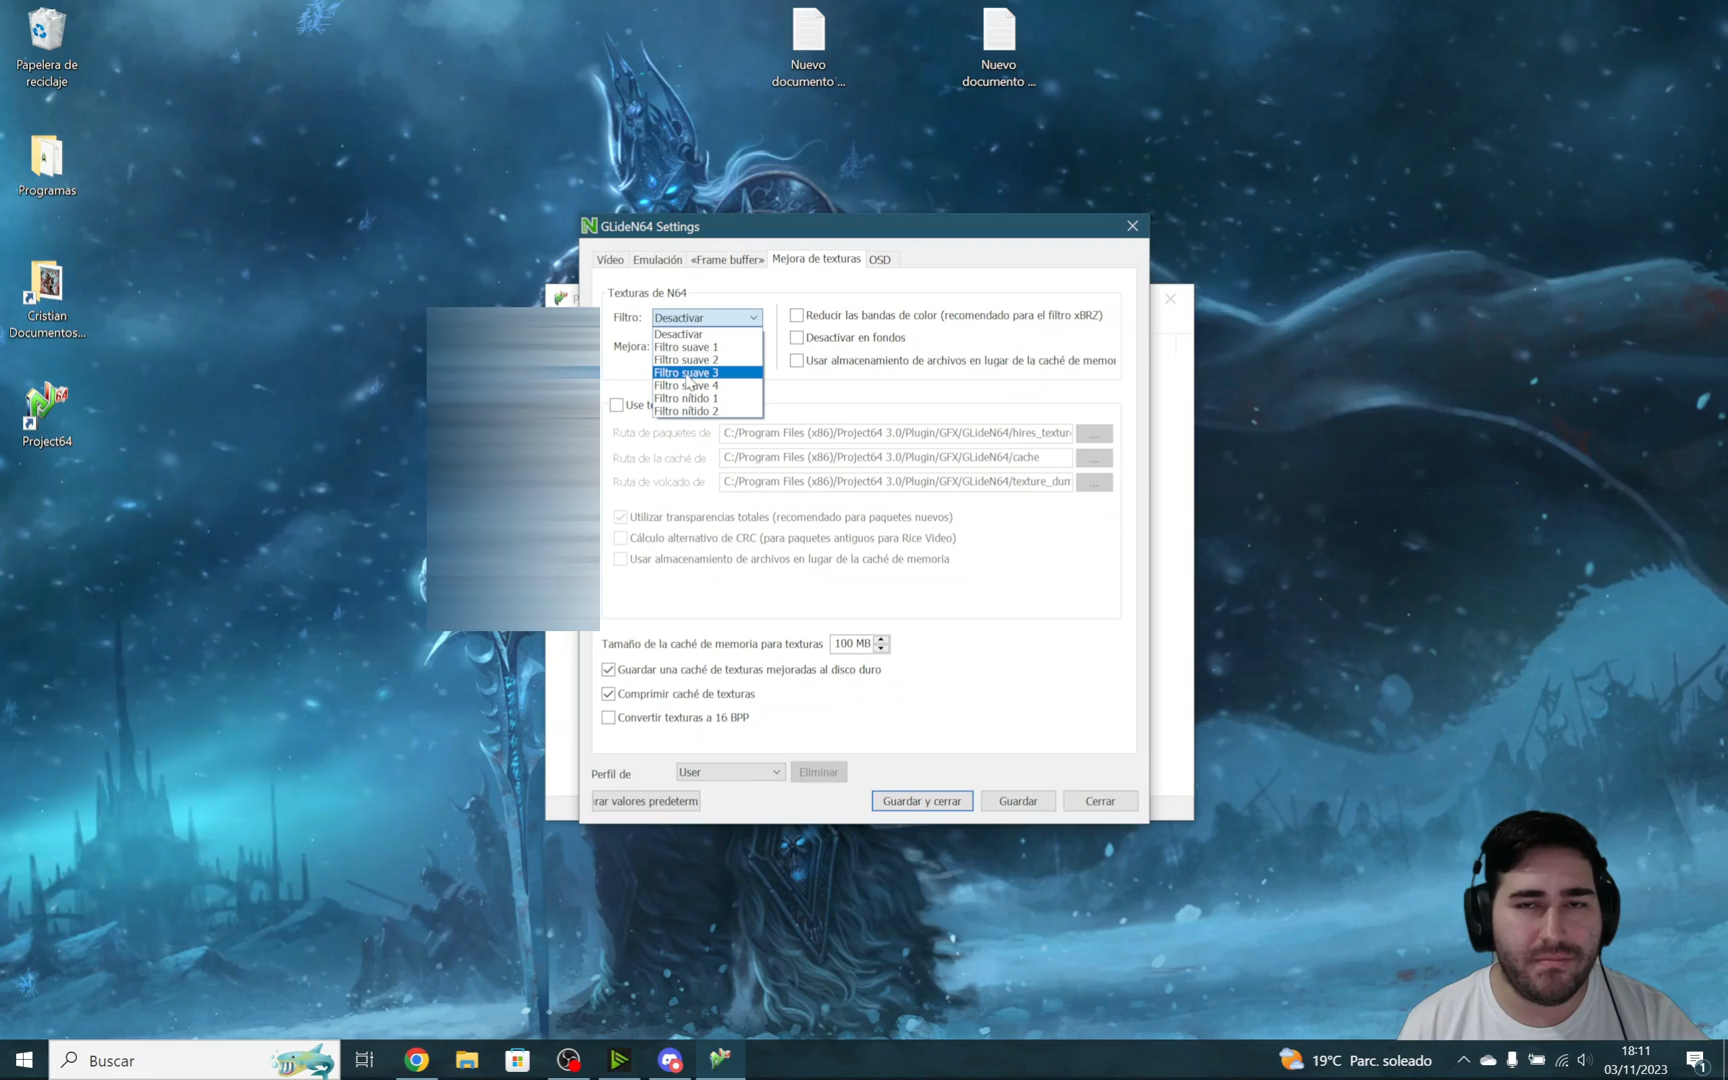 Papelera de
reciclaje
Nuevo
documento ...
Nuevo
documento ...
Programas
Cristian
Documentos...
64
Project64
GLideN64 Settings
Vídeo
Emulación
«Frame buffer»
Mejora de texturas
OSD
Texturas de N64
Filtro:
Desactivar
Desactivar
Filtro suave 1
Filtro suave 2
Filtro suave 3
Filtro suave 4
Filtro nítido 1
Filtro nítido 2
Mejora:
Reducir las bandas de color (recomendado para el filtro xBRZ)
Desactivar en fondos
Usar almacenamiento de archivos en lugar de la caché de memor
Use te
Ruta de paquetes de
C:/Program Files (x86)/Project64 3.0/Plugin/GFX/GLideN64/hires_textur
...
Ruta de la caché de
C:/Program Files (x86)/Project64 3.0/Plugin/GFX/GLideN64/cache
...
Ruta de volcado de
C:/Program Files (x86)/Project64 3.0/Plugin/GFX/GLideN64/texture_dum
...
Utilizar transparencias totales (recomendado para paquetes nuevos)
Cálculo alternativo de CRC (para paquetes antiguos para Rice Video)
Usar almacenamiento de archivos en lugar de la caché de memoria
Tamaño de la caché de memoria para texturas
100 MB
Guardar una caché de texturas mejoradas al disco duro
Comprimir caché de texturas
Convertir texturas a 16 BPP
Perfil de
User
Eliminar
rar valores predeterm
Guardar y cerrar
Guardar
Cerrar
Buscar
19°C Parc. soleado
18:11
03/11/2023
1